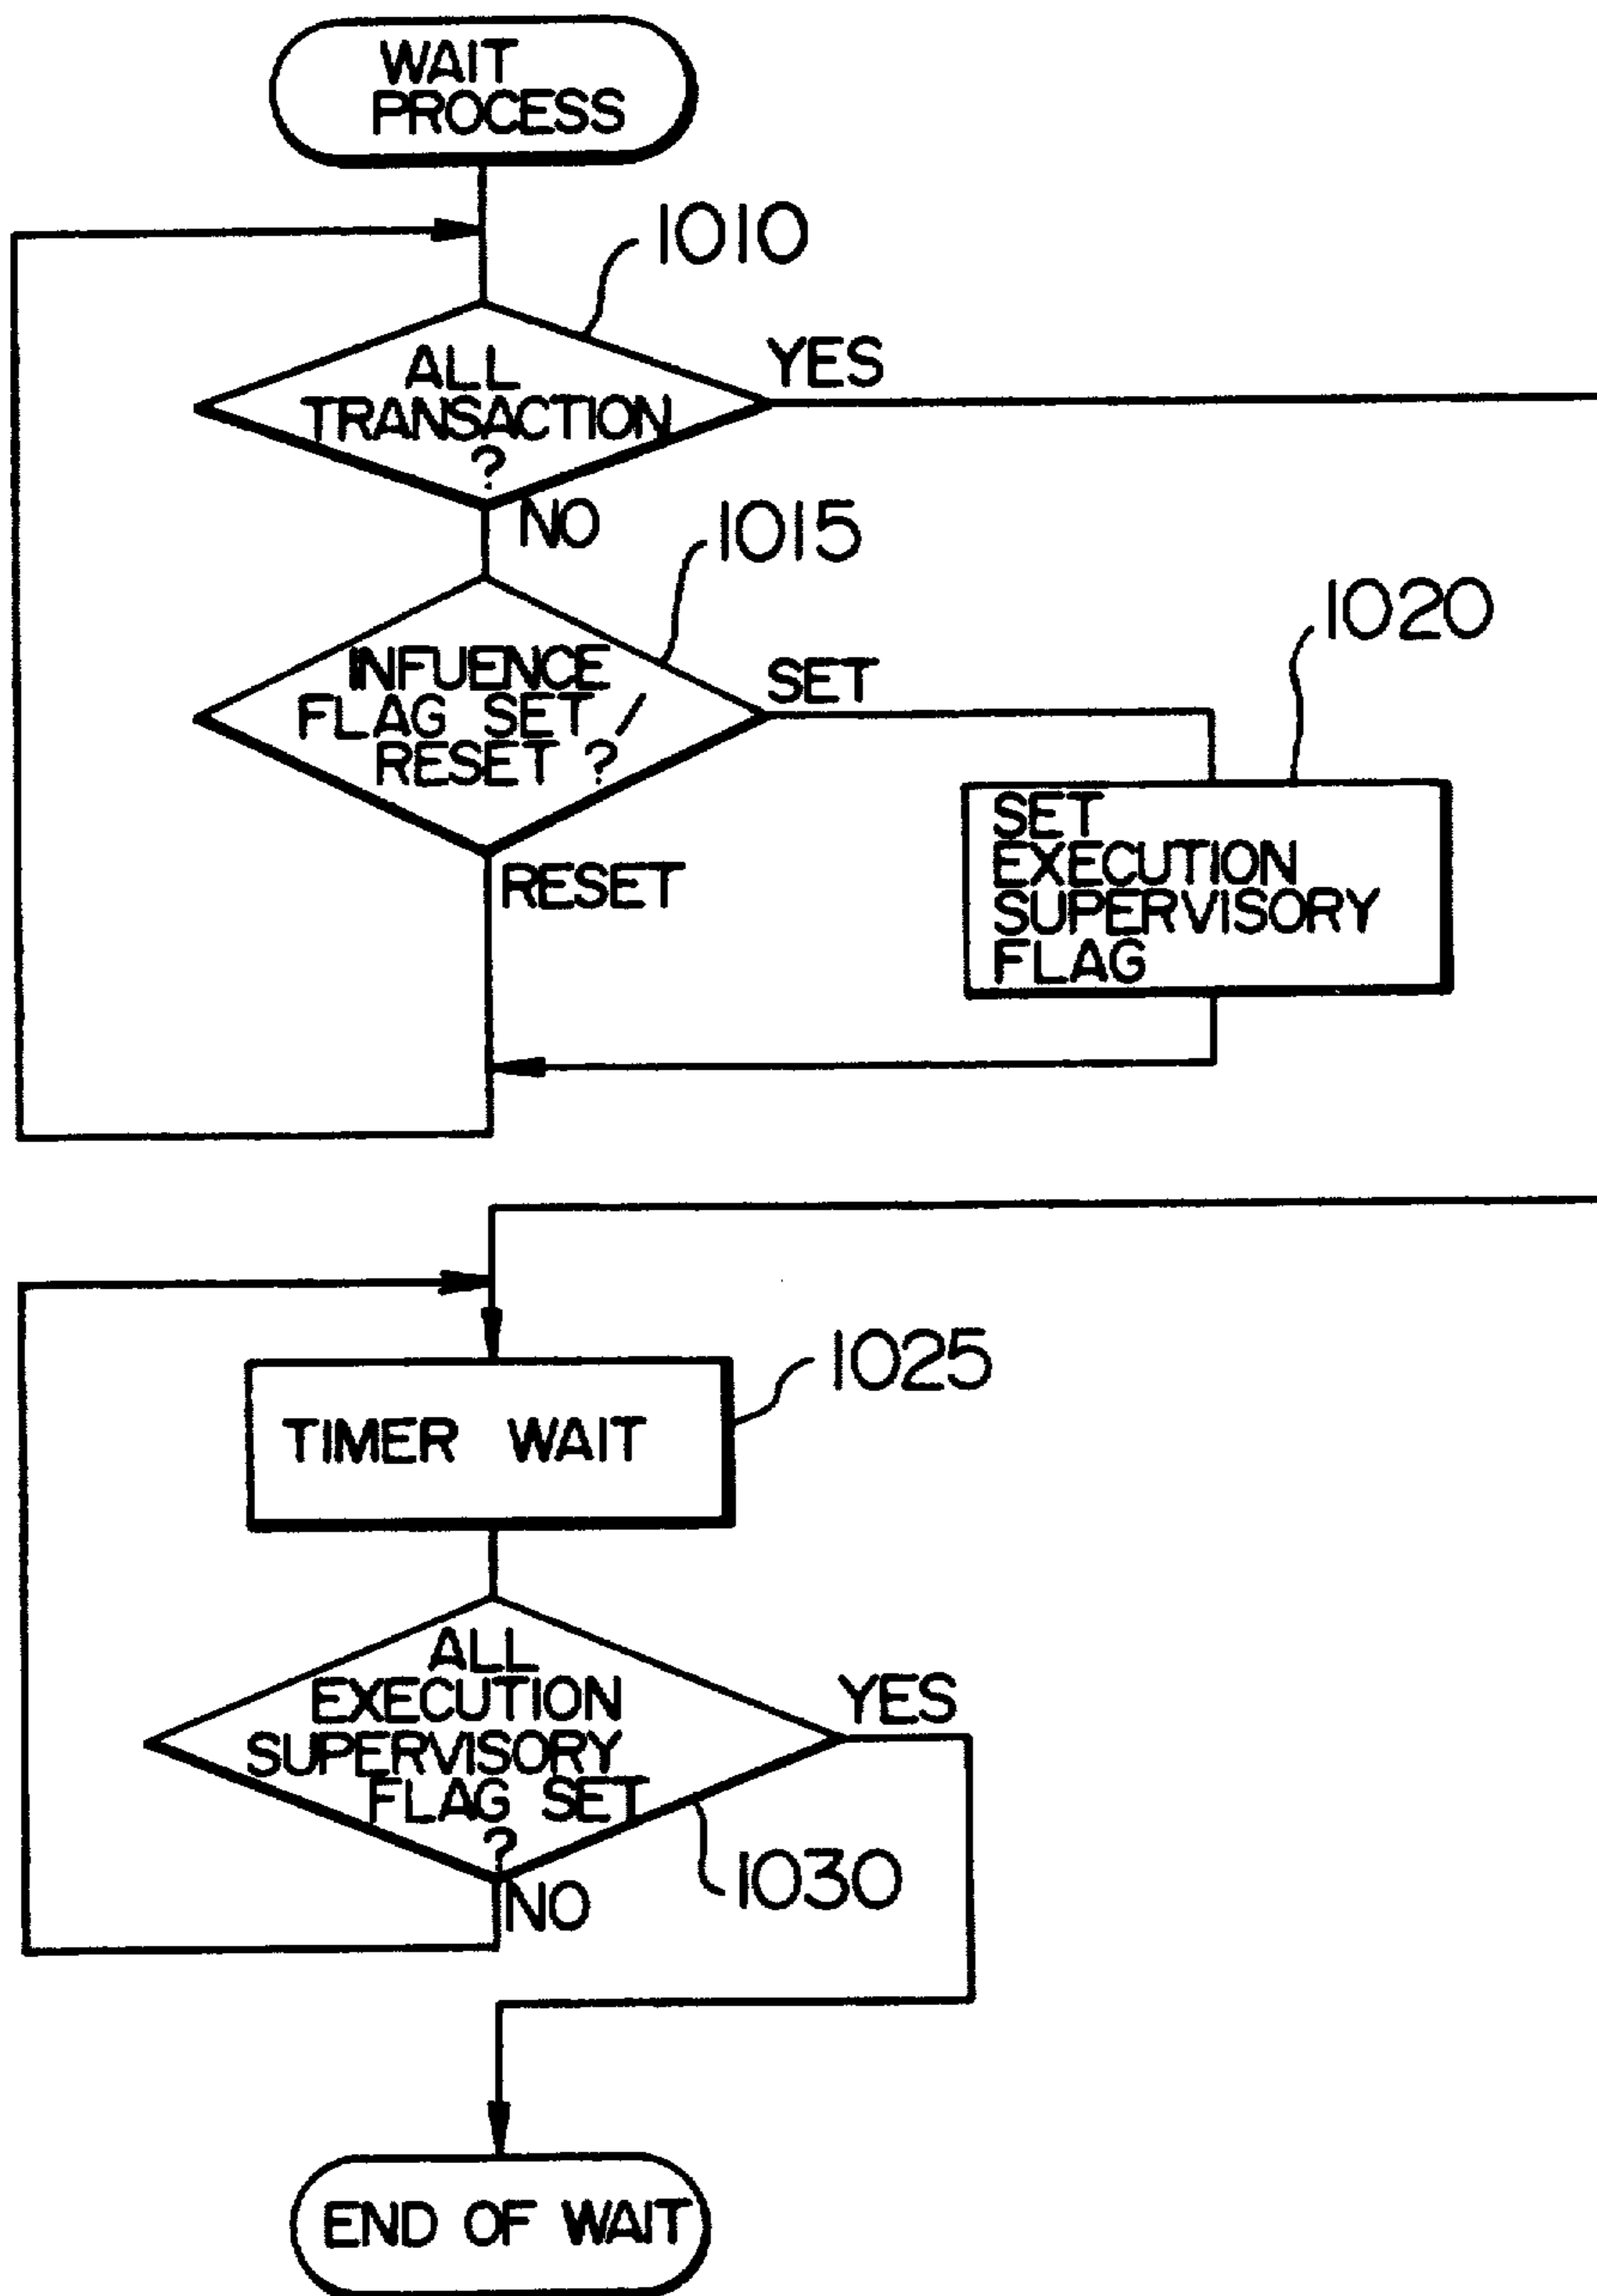 WAIT
PROCESS
1010
ALL
TRANSACTION
?
YES
NO
1015
INFUENCE
FLAG SET/
RESET ?
SET
RESET
1020
SET
EXECUTION
SUPERVISORY
FLAG
1025
TIMER WAIT
ALL
EXECUTION
SUPERVISORY
FLAG SET
?
YES
NO
1030
END OF WAIT